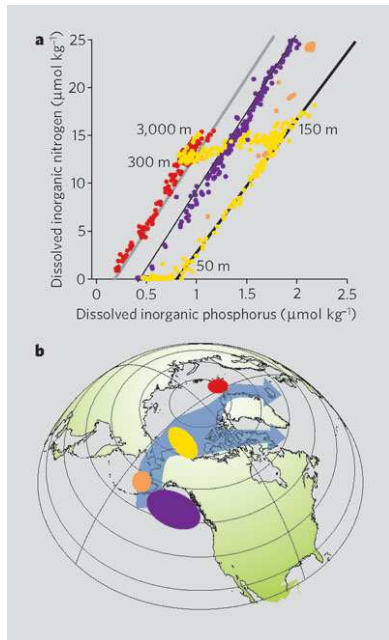 a
Dissolved inorganic nitrogen (μmol kg⁻¹)
25
20
15
10
5
0
3,000 m
300 m
150 m
50 m
0
0.5
1
1.5
2
2.5
Dissolved inorganic phosphorus (μmol kg⁻¹)
b